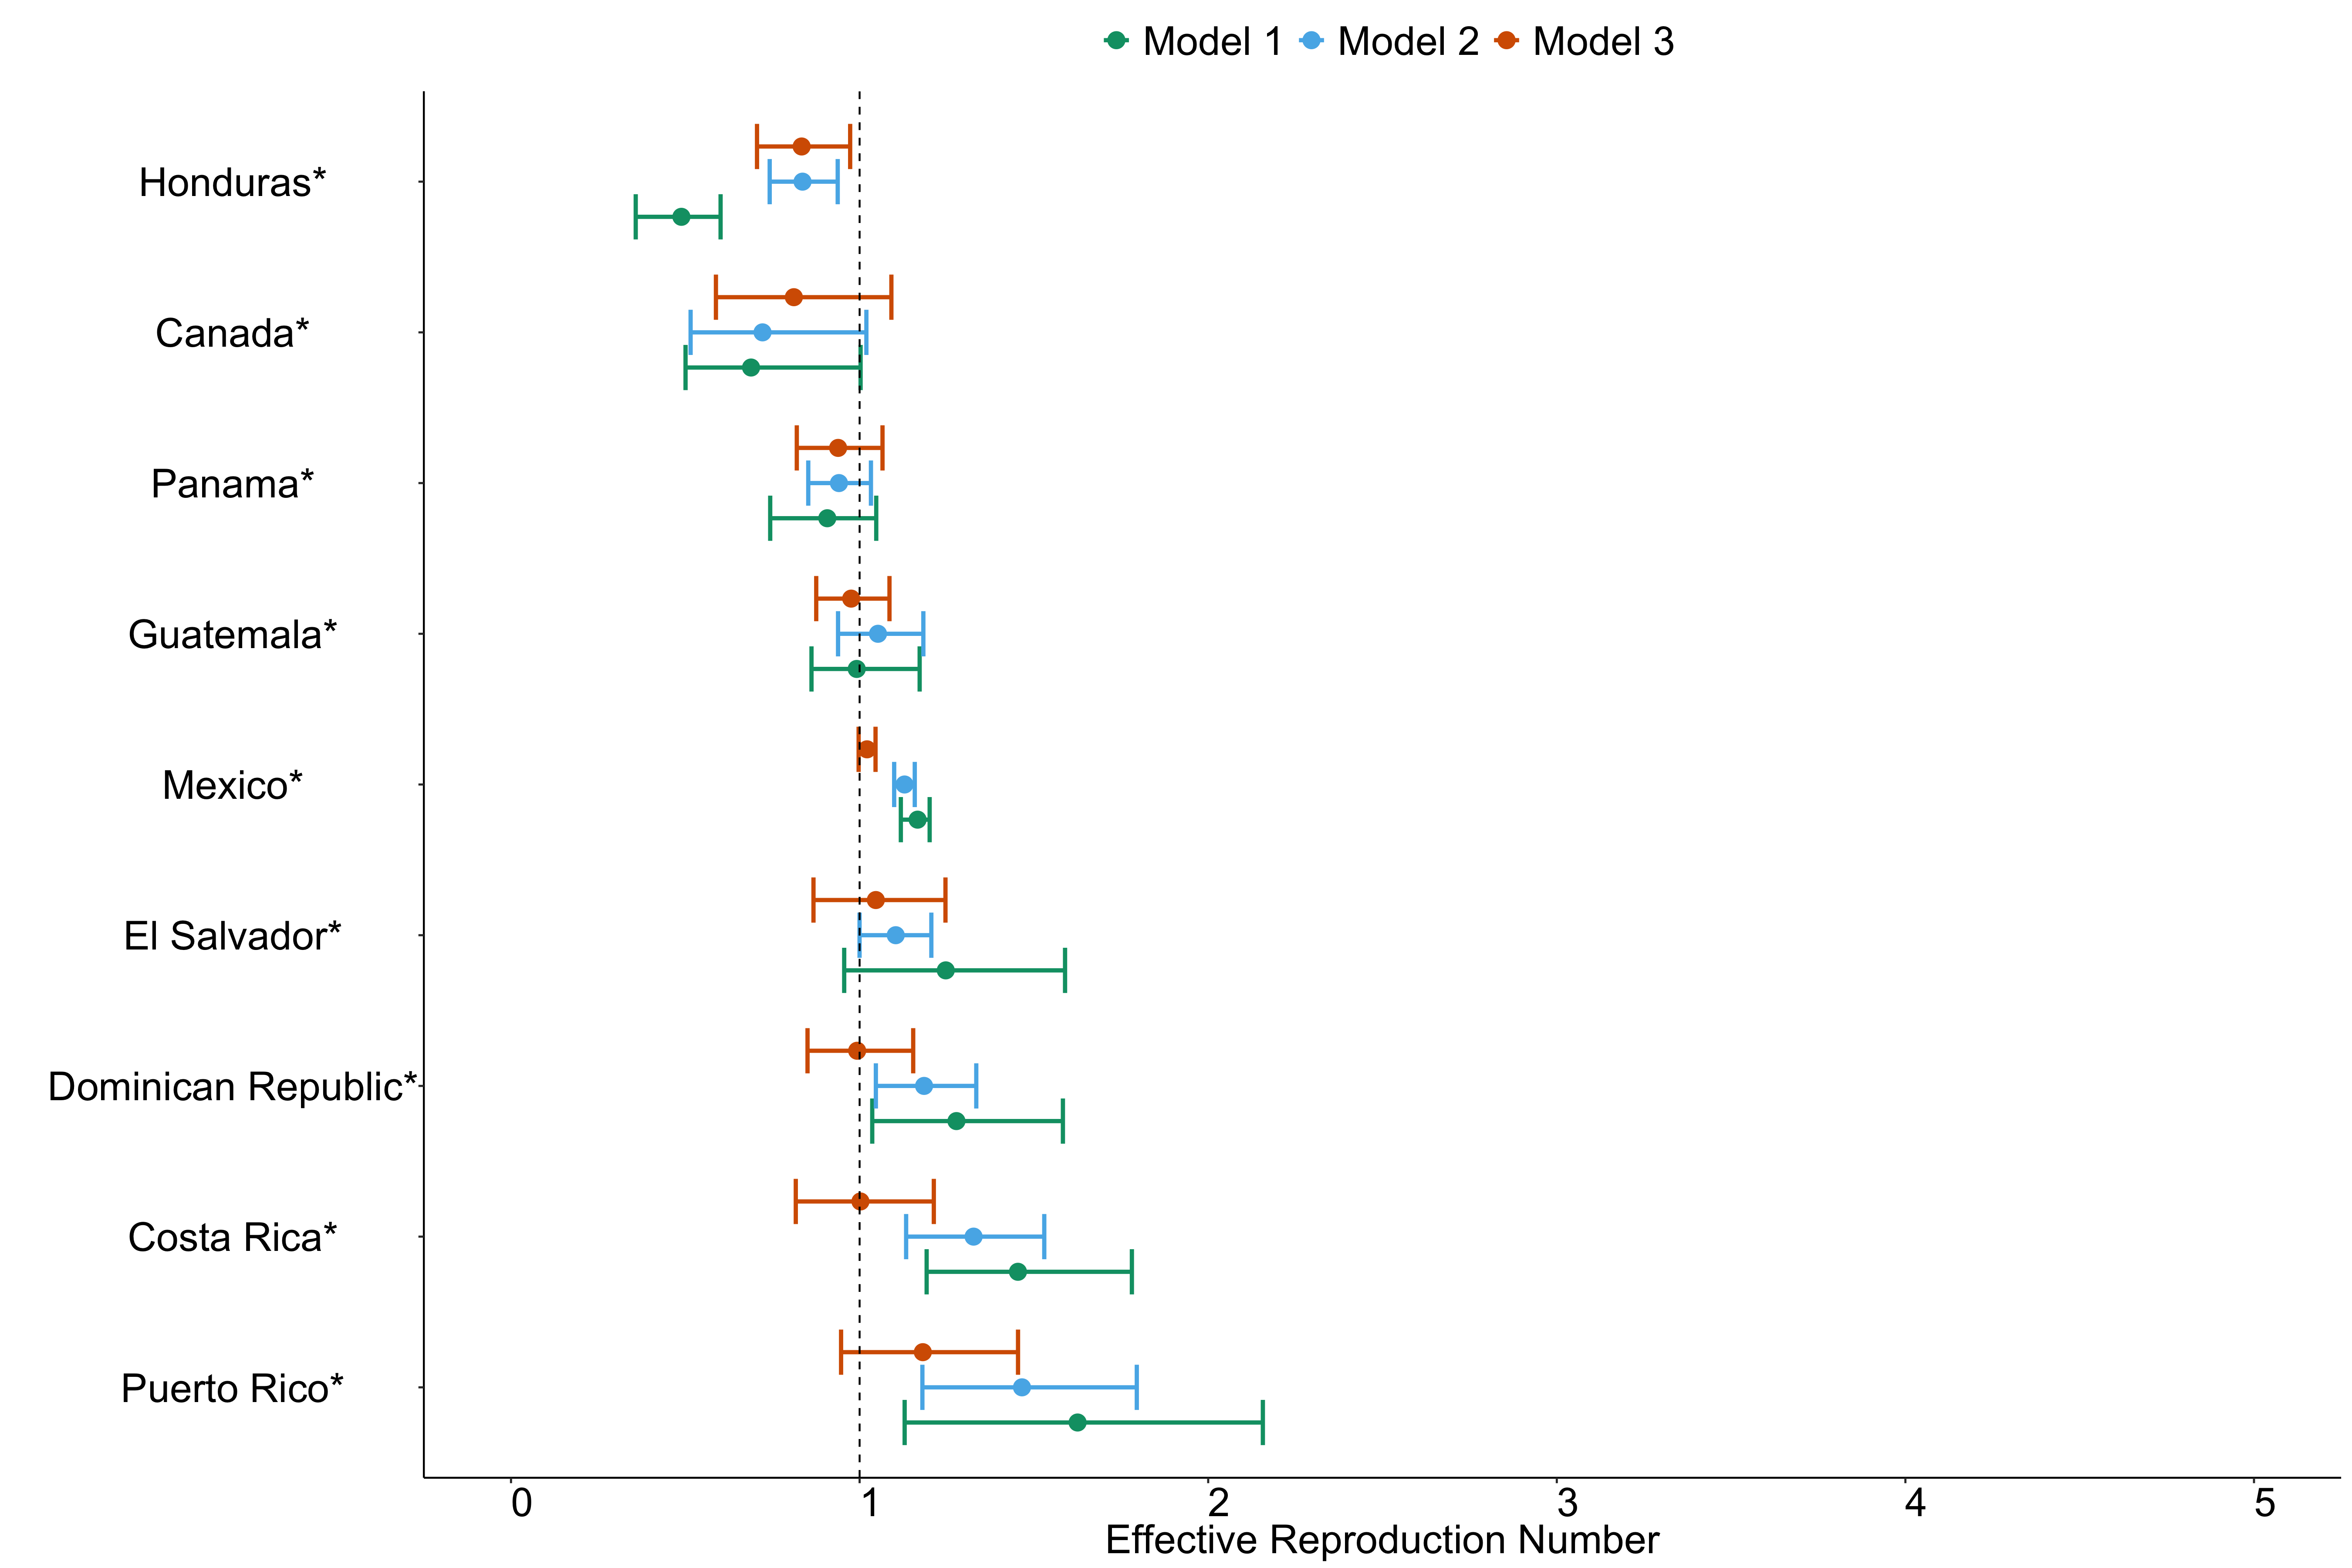 Model 1 Model 2 Model 3
Honduras*
Canada*
Panama*
Guatemala*
Mexico*
El Salvador*
Dominican Republic*
Costa Rica*
Puerto Rico*
0 1 2 3 4 5
Effective Reproduction Number